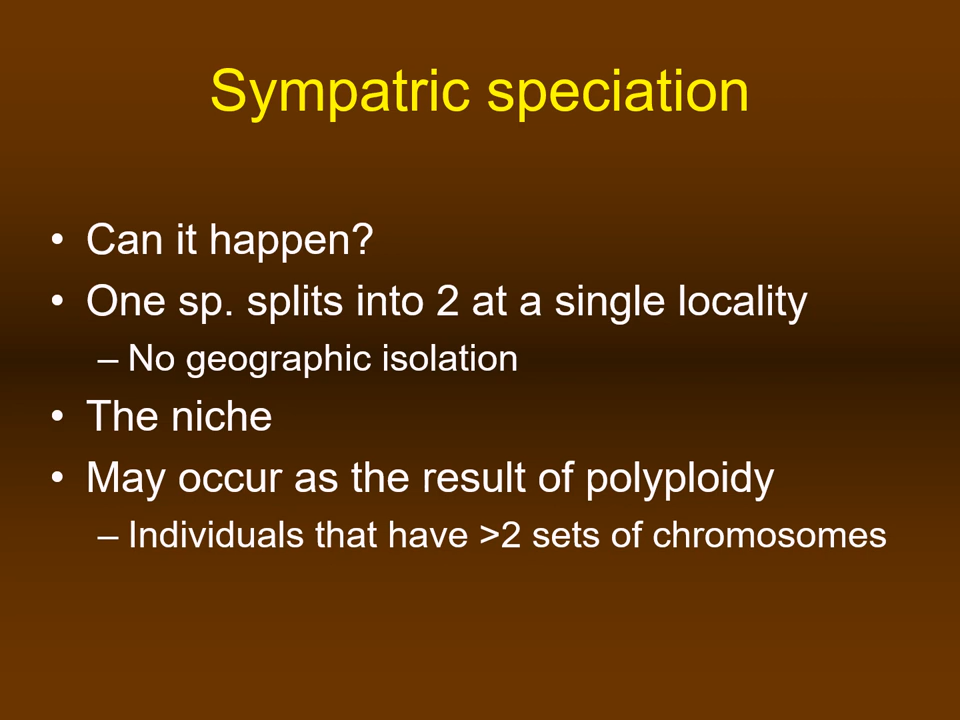 Sympatric speciation
• Can it happen?
• One sp. splits into 2 at a single locality
– No geographic isolation
• The niche
• May occur as the result of polyploidy
– Individuals that have >2 sets of chromosomes